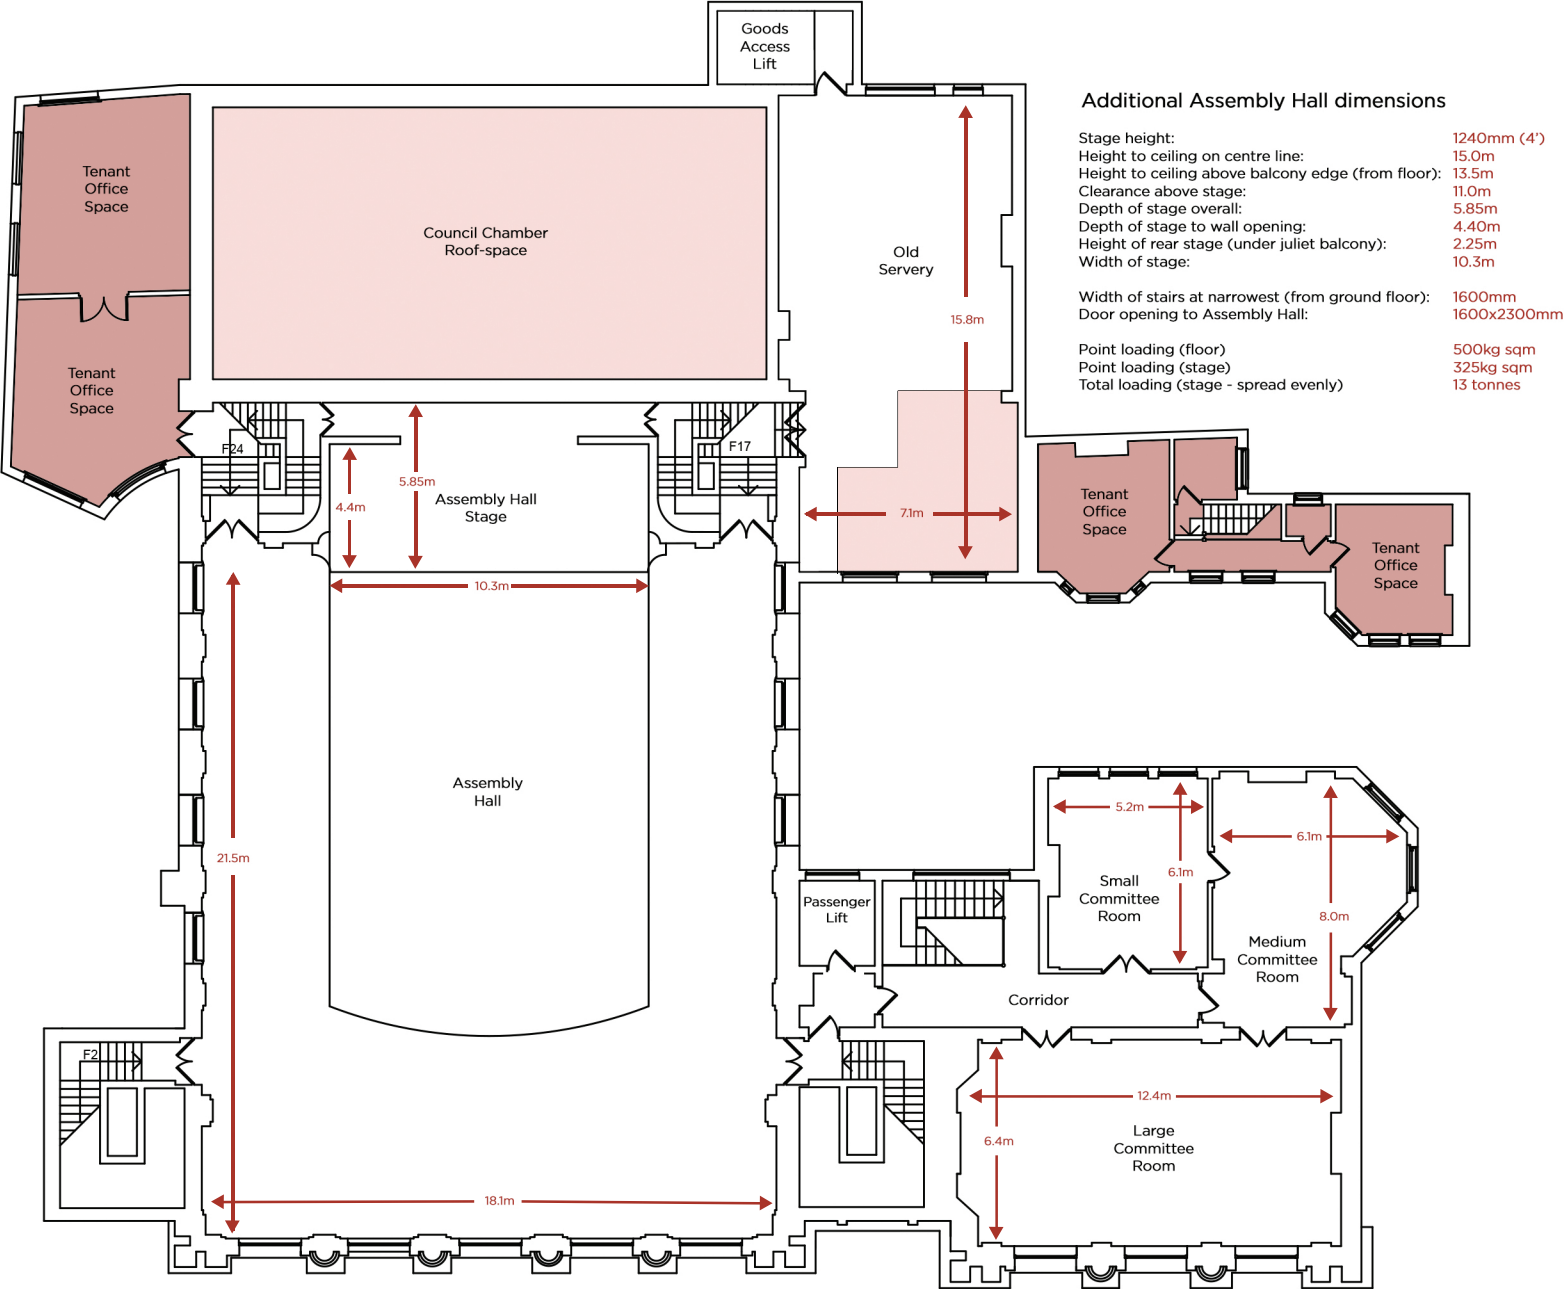 Goods
Access
Lift
Additional Assembly Hall dimensions
Stage height: 1240mm (4’)
Height to ceiling on centre line: 15.0m
Height to ceiling above balcony edge (from floor): 13.5m
Clearance above stage: 11.0m
Depth of stage overall: 5.85m
Depth of stage to wall opening: 4.40m
Height of rear stage (under juliet balcony): 2.25m
Width of stage: 10.3m
Width of stairs at narrowest (from ground floor): 1600mm
Door opening to Assembly Hall: 1600x2300mm
Point loading (floor) 500kg sqm
Point loading (stage) 325kg sqm
Total loading (stage - spread evenly) 13 tonnes
Tenant
Office
Space
Council Chamber
Roof-space
Old
Servery
15.8m
Tenant
Office
Space
F24
F17
5.85m
4.4m
Assembly Hall
Stage
7.1m
Tenant
Office
Space
Tenant
Office
Space
10.3m
Assembly
Hall
21.5m
5.2m
6.1m
6.1m
Small
Committee
Room
8.0m
Passenger
Lift
Medium
Committee
Room
Corridor
F2
12.4m
6.4m
Large
Committee
Room
18.1m